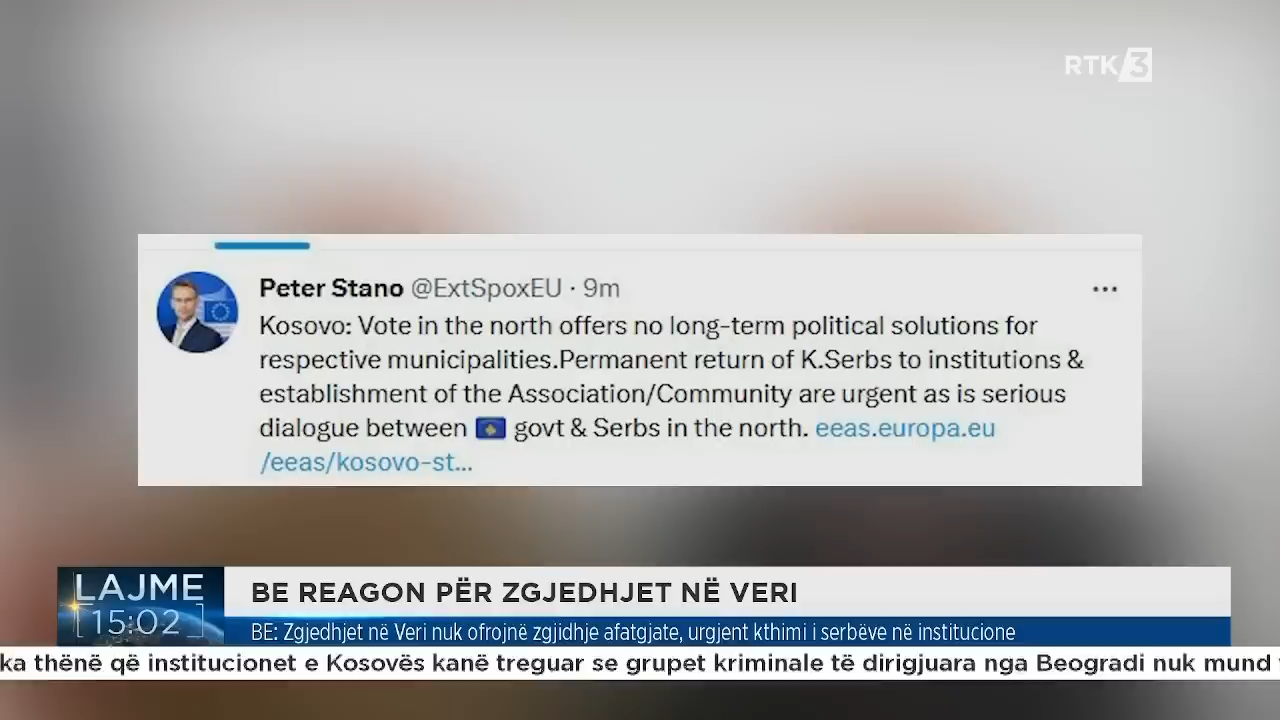 RTK 3
Peter Stano @ExtSpoxEU · 9m
Kosovo: Vote in the north offers no long-term political solutions for
respective municipalities.Permanent return of K.Serbs to institutions &
establishment of the Association/Community are urgent as is serious
dialogue between 🇽🇰 govt & Serbs in the north. eeas.europa.eu
/eeas/kosovo-st...
LAJME
15:02
BE REAGON PËR ZGJEDHJET NË VERI
BE: Zgjedhjet në Veri nuk ofrojnë zgjidhje afatgjate, urgjent kthimi i serbëve në institucione
ka thënë që institucionet e Kosovës kanë treguar se grupet kriminale të dirigjuara nga Beogradi nuk mund